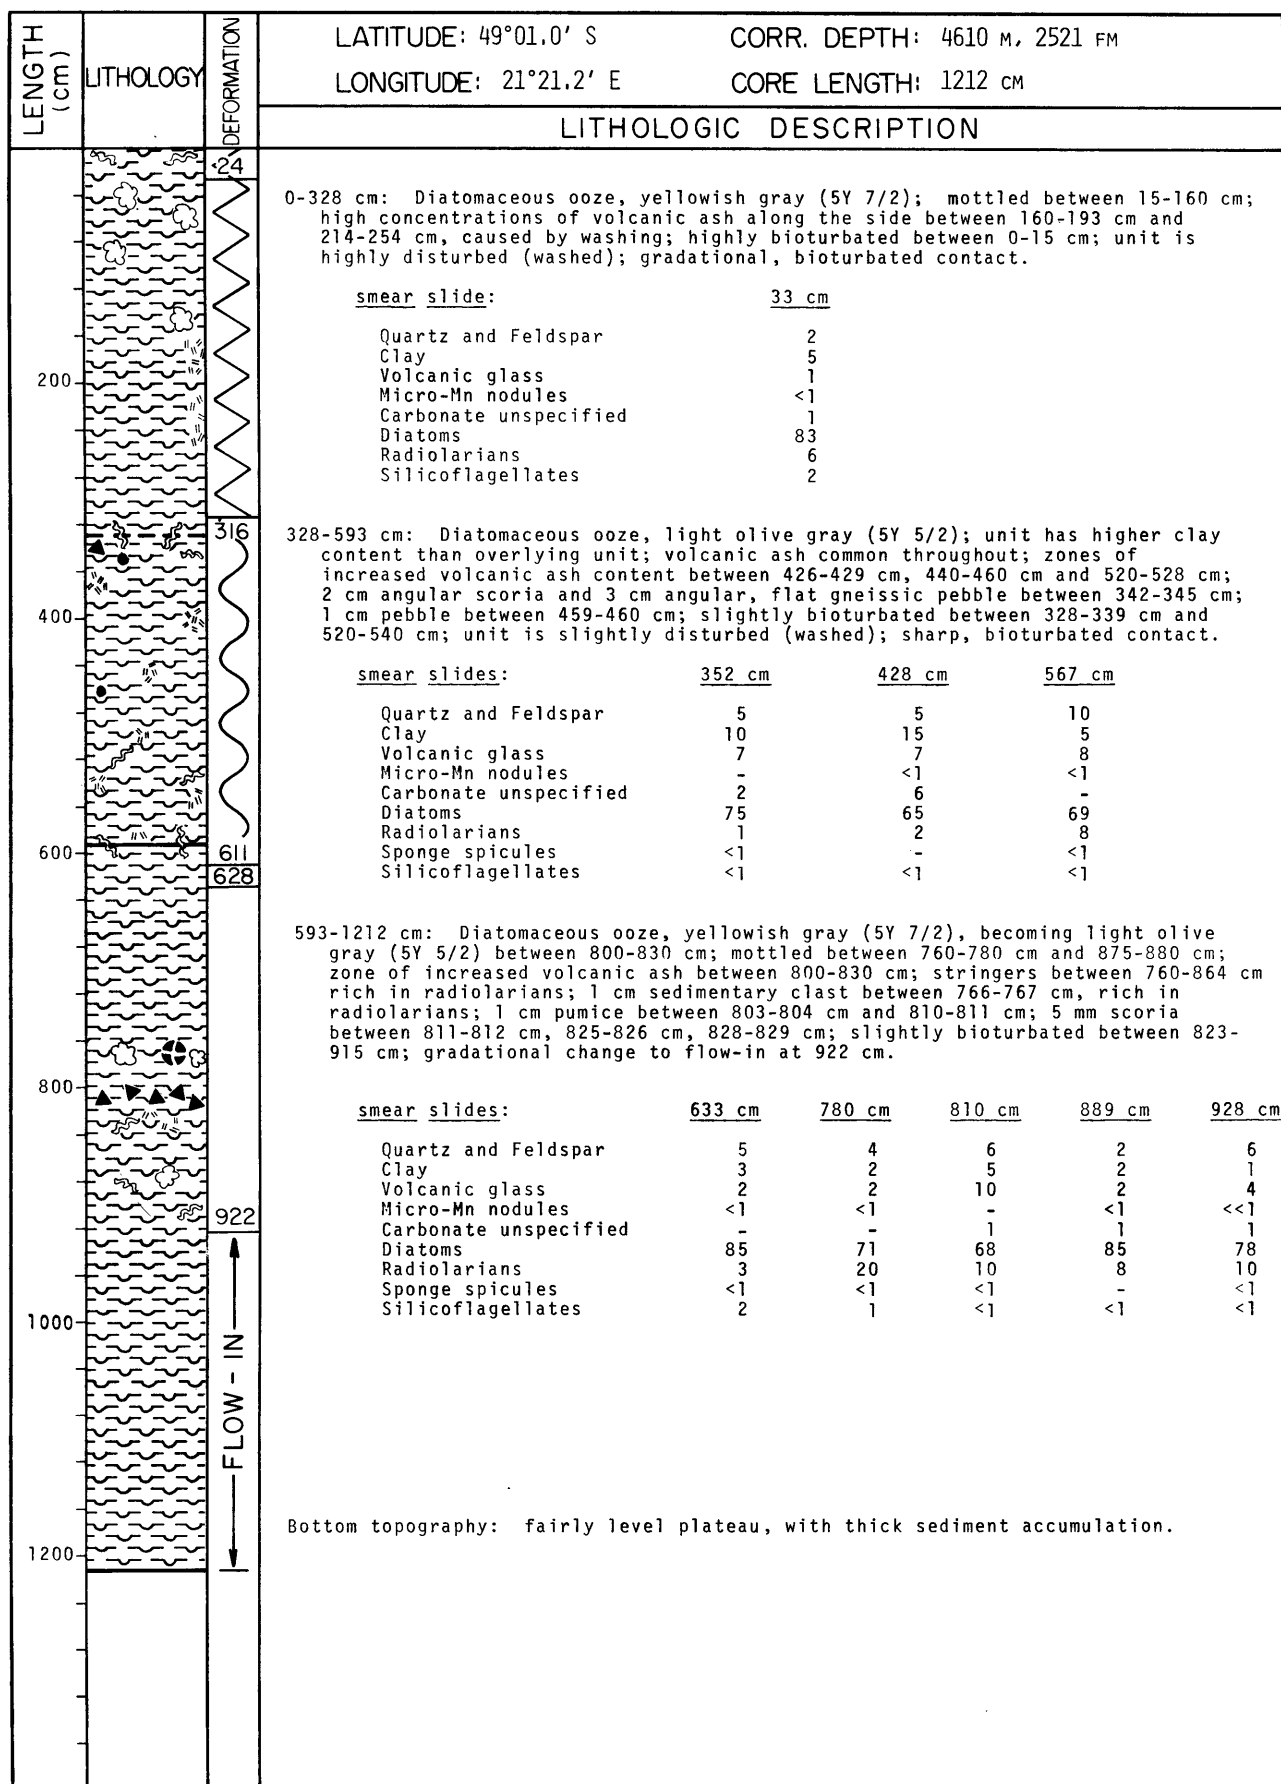 LENGTH (cm)
LITHOLOGY
DEFORMATION
LATITUDE: 49°01.0' S CORR. DEPTH: 4610 M, 2521 FM
LONGITUDE: 21°21.2' E CORE LENGTH: 1212 CM
LITHOLOGIC DESCRIPTION
24
0-328 cm: Diatomaceous ooze, yellowish gray (5Y 7/2); mottled between 15-160 cm;
high concentrations of volcanic ash along the side between 160-193 cm and
214-254 cm, caused by washing; highly bioturbated between 0-15 cm; unit is
highly disturbed (washed); gradational, bioturbated contact.
smear slide: 33 cm
Quartz and Feldspar 2
Clay 5
Volcanic glass 1
200
Micro-Mn nodules <1
Carbonate unspecified 1
Diatoms 83
Radiolarians 6
Silicoflagellates 2
316
328-593 cm: Diatomaceous ooze, light olive gray (5Y 5/2); unit has higher clay
content than overlying unit; volcanic ash common throughout; zones of
increased volcanic ash content between 426-429 cm, 440-460 cm and 520-528 cm;
2 cm angular scoria and 3 cm angular, flat gneissic pebble between 342-345 cm;
400
1 cm pebble between 459-460 cm; slightly bioturbated between 328-339 cm and
520-540 cm; unit is slightly disturbed (washed); sharp, bioturbated contact.
smear slides: 352 cm 428 cm 567 cm
Quartz and Feldspar 5 5 10
Clay 10 15 5
Volcanic glass 7 7 8
Micro-Mn nodules - <1 <1
Carbonate unspecified 2 6 -
Diatoms 75 65 69
Radiolarians 1 2 8
600
611
Sponge spicules <1 - <1
628
Silicoflagellates <1 <1 <1
593-1212 cm: Diatomaceous ooze, yellowish gray (5Y 7/2), becoming light olive
gray (5Y 5/2) between 800-830 cm; mottled between 760-780 cm and 875-880 cm;
zone of increased volcanic ash between 800-830 cm; stringers between 760-864 cm
rich in radiolarians; 1 cm sedimentary clast between 766-767 cm, rich in
radiolarians; 1 cm pumice between 803-804 cm and 810-811 cm; 5 mm scoria
between 811-812 cm, 825-826 cm, 828-829 cm; slightly bioturbated between 823-
915 cm; gradational change to flow-in at 922 cm.
800
smear slides: 633 cm 780 cm 810 cm 889 cm 928 cm
Quartz and Feldspar 5 4 6 2 6
Clay 3 2 5 2 1
Volcanic glass 2 2 10 2 4
Micro-Mn nodules <1 <1 - <1 <<1
922
Carbonate unspecified - - 1 1 1
Diatoms 85 71 68 85 78
Radiolarians 3 20 10 8 10
Sponge spicules <1 <1 <1 - <1
Silicoflagellates 2 1 <1 <1 <1
1000
FLOW - IN
Bottom topography: fairly level plateau, with thick sediment accumulation.
1200